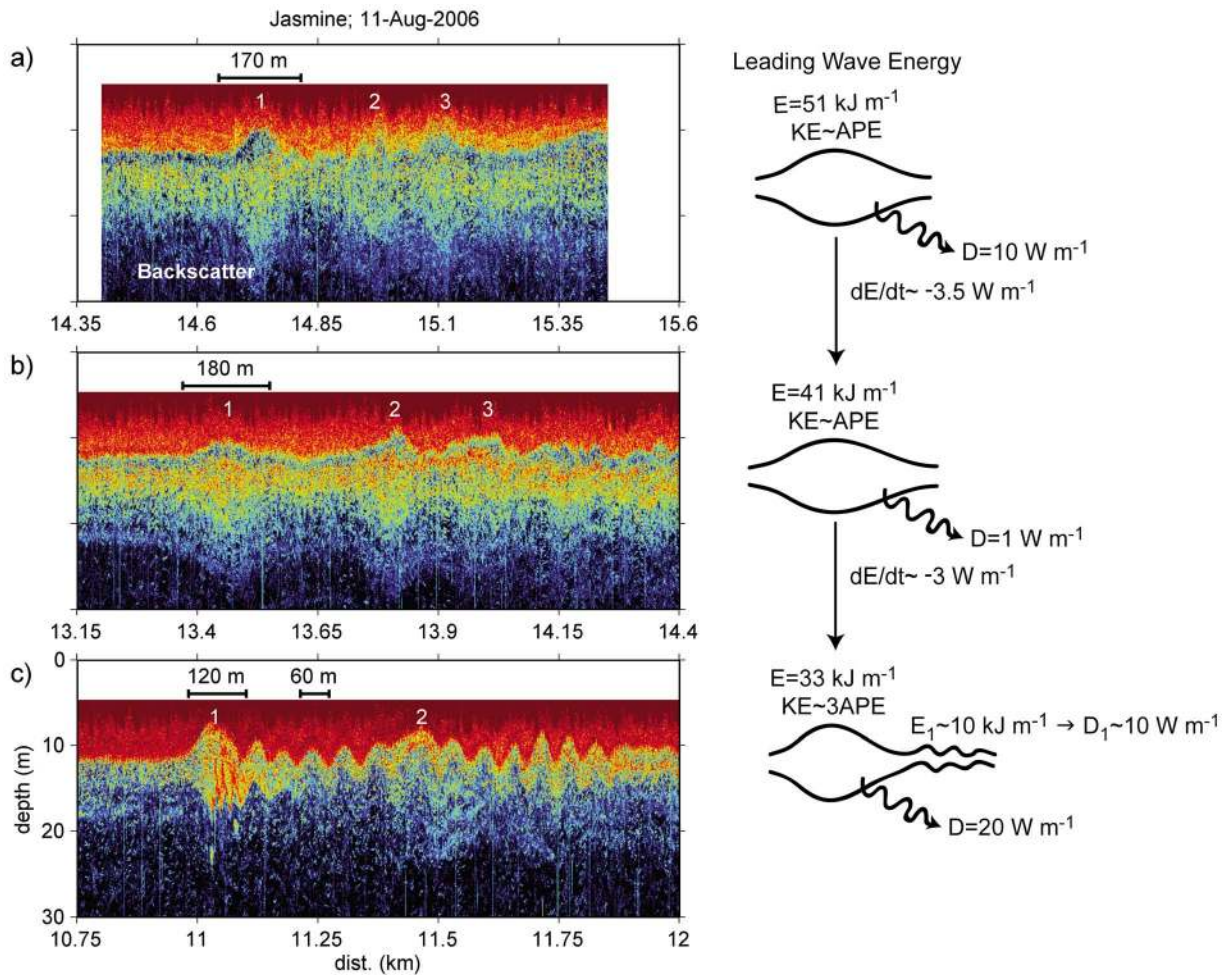 Jasmine; 11-Aug-2006
a)
170 m
1
2
3
Backscatter
14.35 14.6 14.85 15.1 15.35 15.6
b)
180 m
1
2
3
13.15 13.4 13.65 13.9 14.15 14.4
c)
120 m
60 m
1
2
0
10
20
30
depth (m)
10.75 11 11.25 11.5 11.75 12
dist. (km)
Leading Wave Energy
E=51 kJ m⁻¹
KE~APE
D=10 W m⁻¹
dE/dt~ -3.5 W m⁻¹
E=41 kJ m⁻¹
KE~APE
D=1 W m⁻¹
dE/dt~ -3 W m⁻¹
E=33 kJ m⁻¹
KE~3APE
E₁~10 kJ m⁻¹ → D₁~10 W m⁻¹
D=20 W m⁻¹